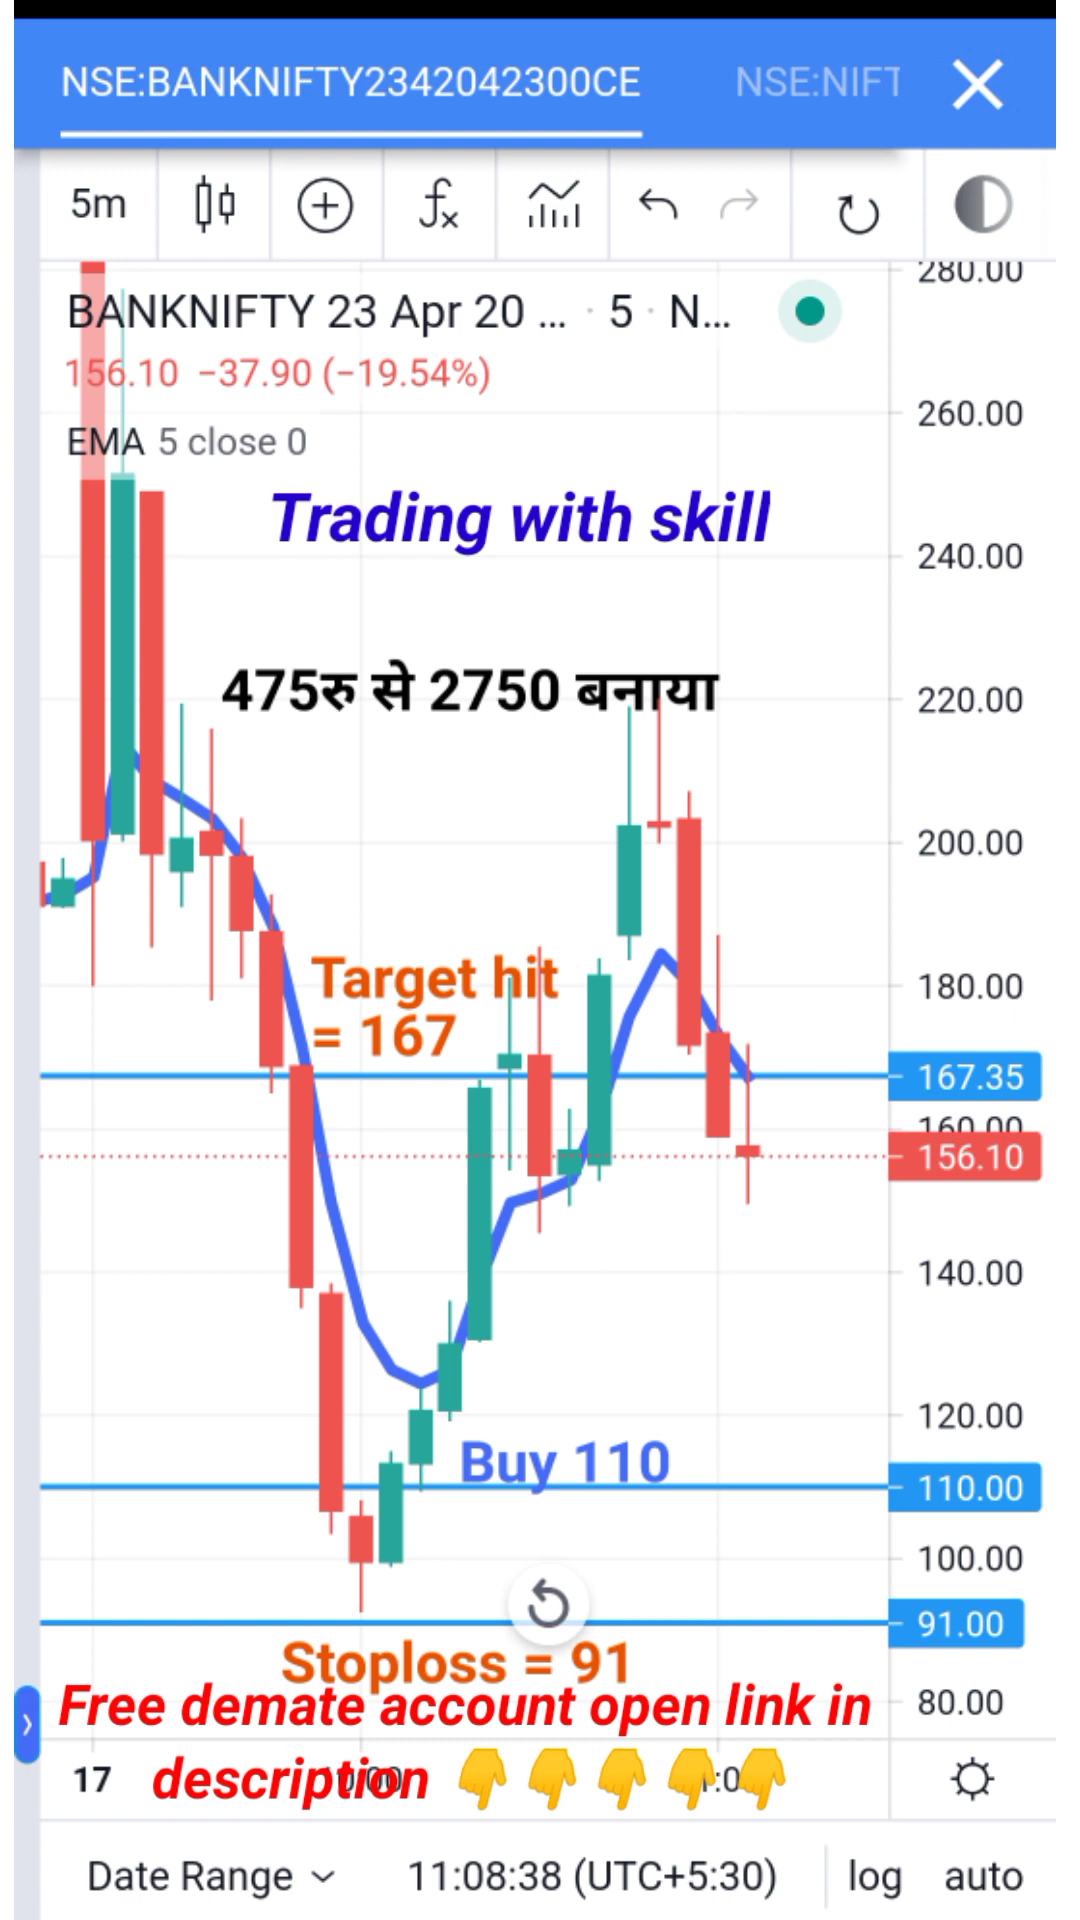 NSE:BANKNIFTY2342042300CE NSE:NIFT
5m
280.00
BANKNIFTY 23 Apr 20 ... · 5 · N...
156.10 −37.90 (−19.54%)
260.00
EMA 5 close 0
Trading with skill
240.00
475रु से 2750 बनाया
220.00
200.00
Target hit
180.00
= 167
167.35
160.00
156.10
140.00
120.00
Buy 110
110.00
100.00
91.00
Stoploss = 91
Free demate account open link in
80.00
17 description 👇👇👇👇👇
Date Range 11:08:38 (UTC+5:30) log auto